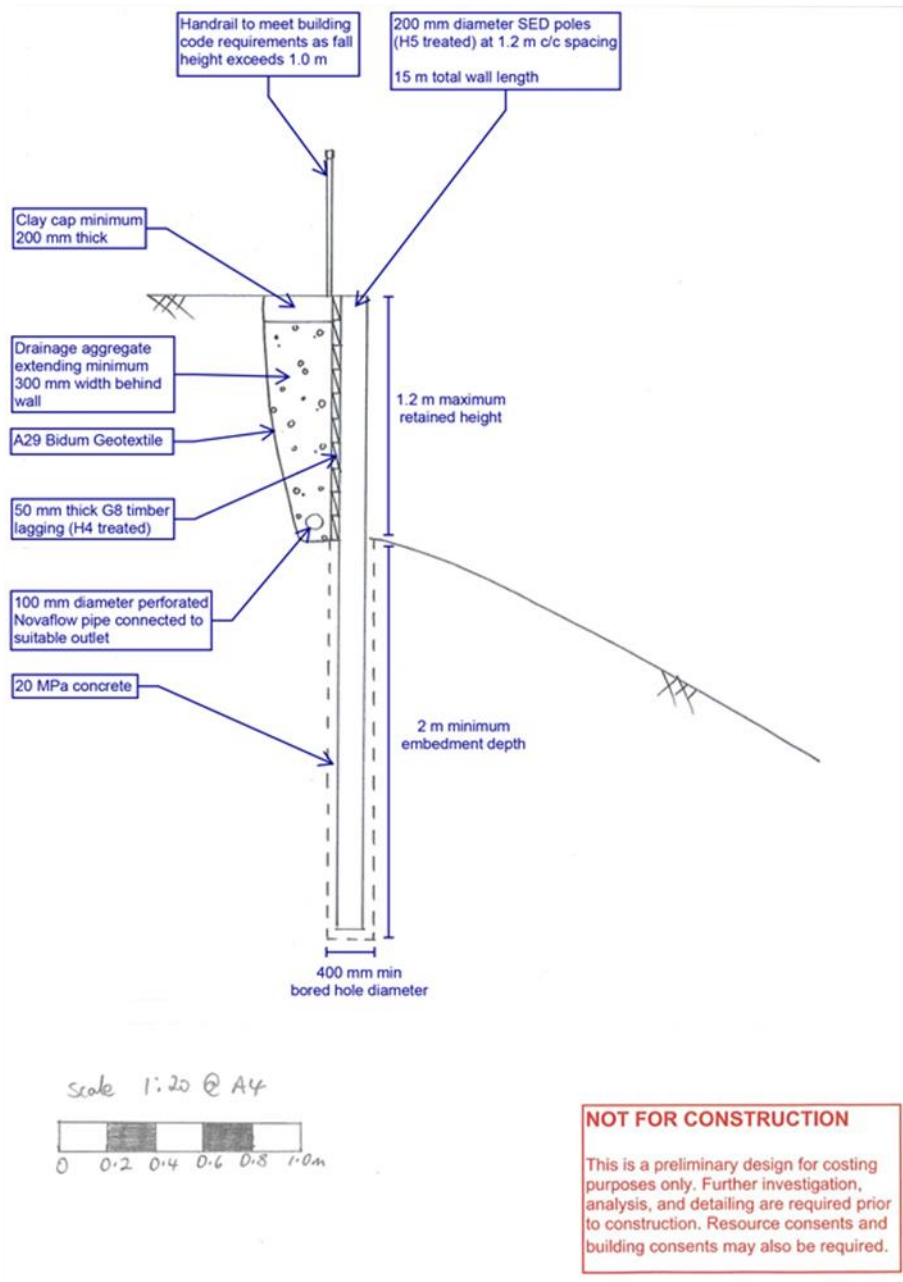 Handrail to meet building
code requirements as fall
height exceeds 1.0 m
200 mm diameter SED poles
(H5 treated) at 1.2 m c/c spacing
15 m total wall length
Clay cap minimum
200 mm thick
Drainage aggregate
extending minimum
300 mm width behind
wall
A29 Bidum Geotextile
50 mm thick G8 timber
lagging (H4 treated)
100 mm diameter perforated
Novaflow pipe connected to
suitable outlet
20 MPa concrete
1.2 m maximum
retained height
2 m minimum
embedment depth
400 mm min
bored hole diameter
Scale 1:20 @ A4
0 0.2 0.4 0.6 0.8 1.0m
NOT FOR CONSTRUCTION
This is a preliminary design for costing
purposes only. Further investigation,
analysis, and detailing are required prior
to construction. Resource consents and
building consents may also be required.